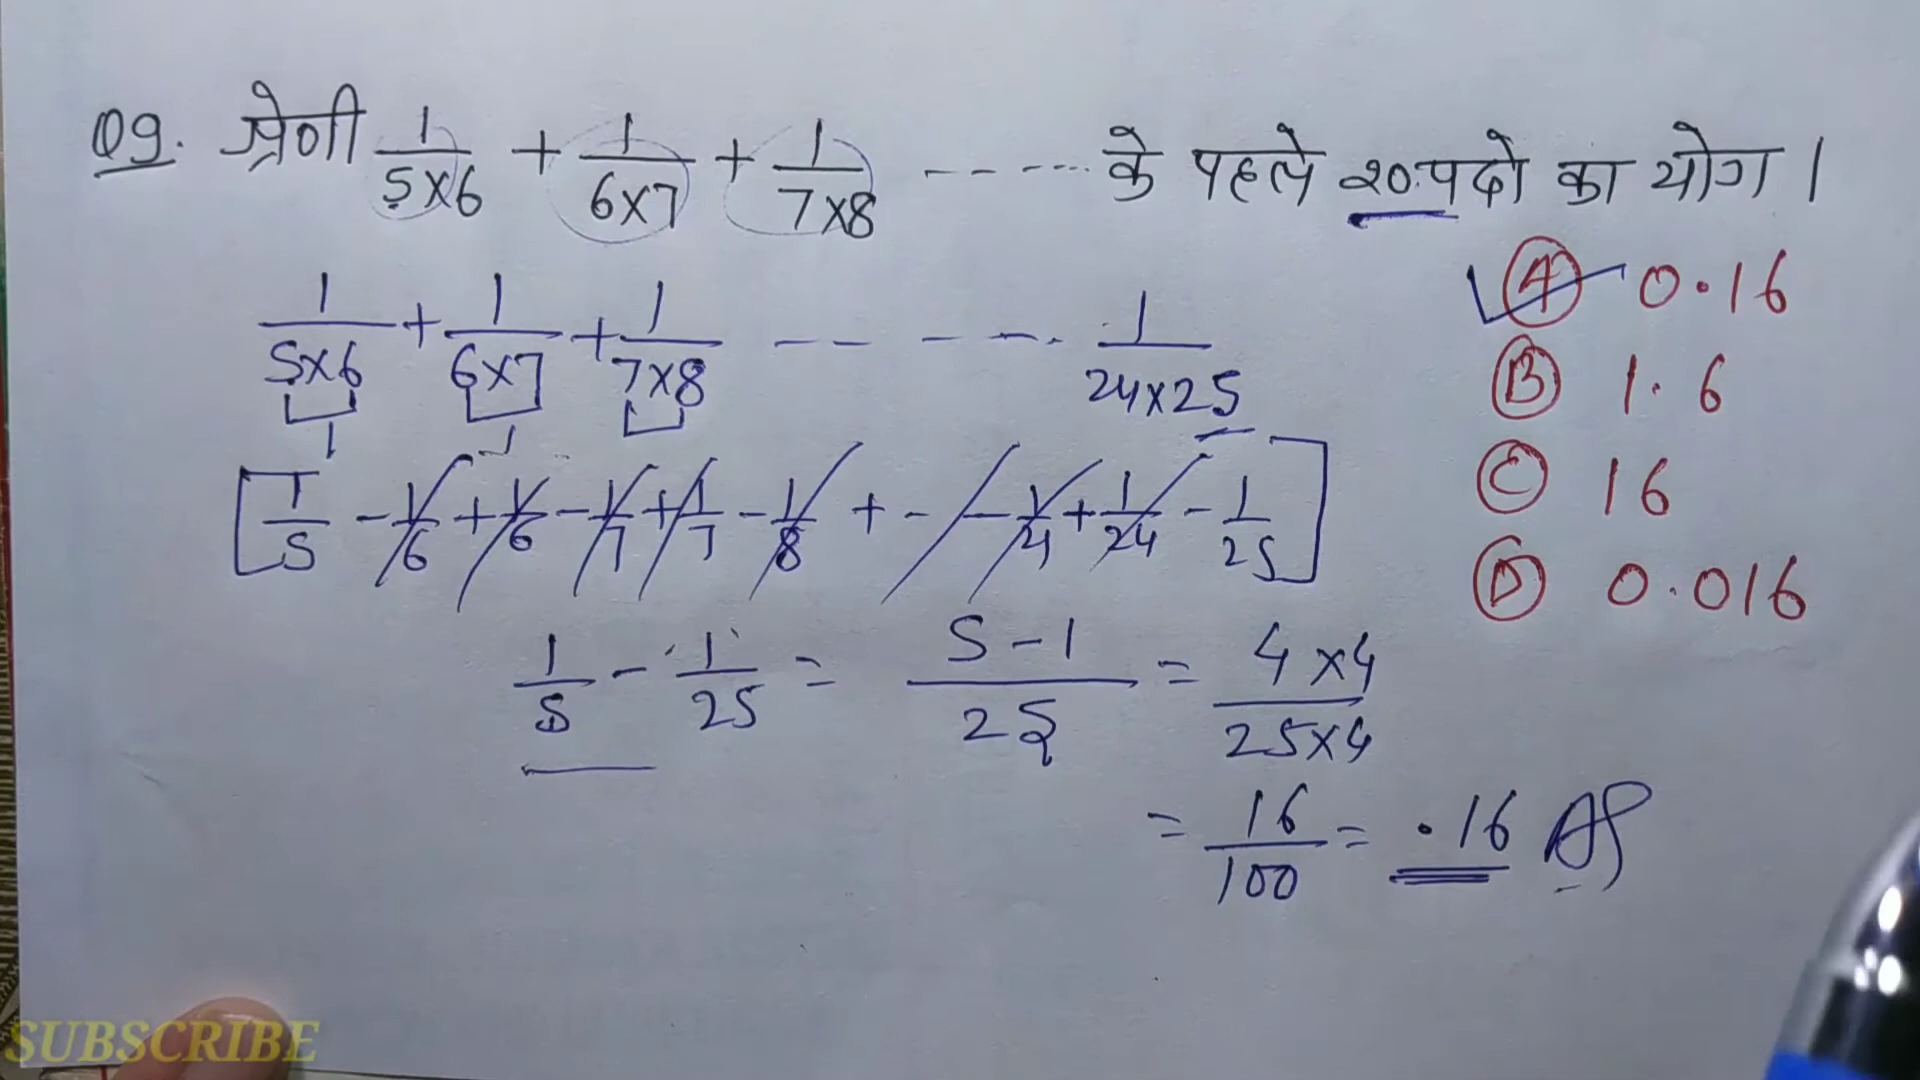 Q9. श्रेणी 1/5×6 + 1/6×7 + 1/7×8 ------- के पहले २०पदो का योग।
Ⓐ 0.16
Ⓑ 1.6
Ⓒ 16
Ⓓ 0.016
1/5×6 + 1/6×7 + 1/7×8 ------ 1/24×25
1 1
[1/5 - 1/6 + 1/6 - 1/7 + 1/7 - 1/8 + - - 1/24 + 1/24 - 1/25]
1/5 - 1/25 = 5-1/25 = 4×4/25×4
= 16/100 = .16
SUBSCRIBE